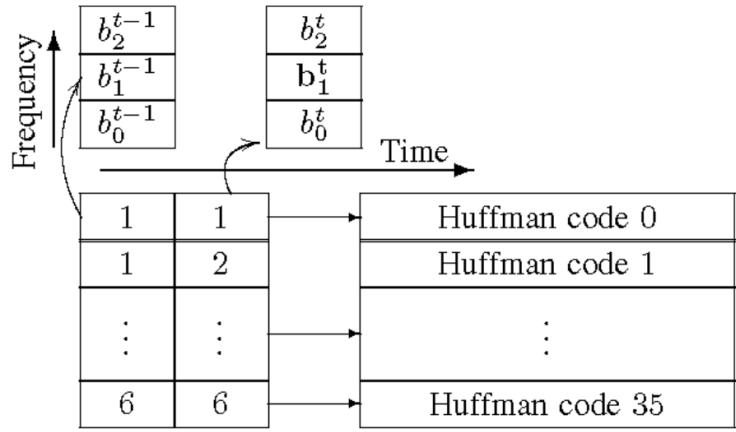 Frequency
b_2^{t-1} b_2^t
b_1^{t-1} b_1^t
b_0^{t-1} b_0^t
Time
1 1 Huffman code 0
1 2 Huffman code 1
⋮ ⋮ ⋮
6 6 Huffman code 35